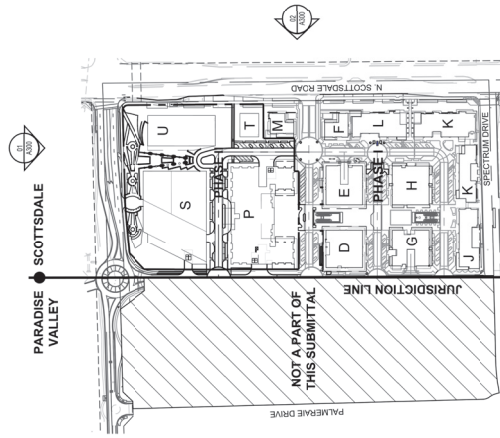 02
A300
01
A300
PARADISE
VALLEY
SCOTTSDALE
N. SCOTTSDALE ROAD
U
T
M
F
L
K
S
PHASE
P
E
PHASE I
H
K
D
G
J
SPECTRUM DRIVE
JURISDICTION LINE
NOT A PART OF
THIS SUBMITTAL
PALMERAIE DRIVE